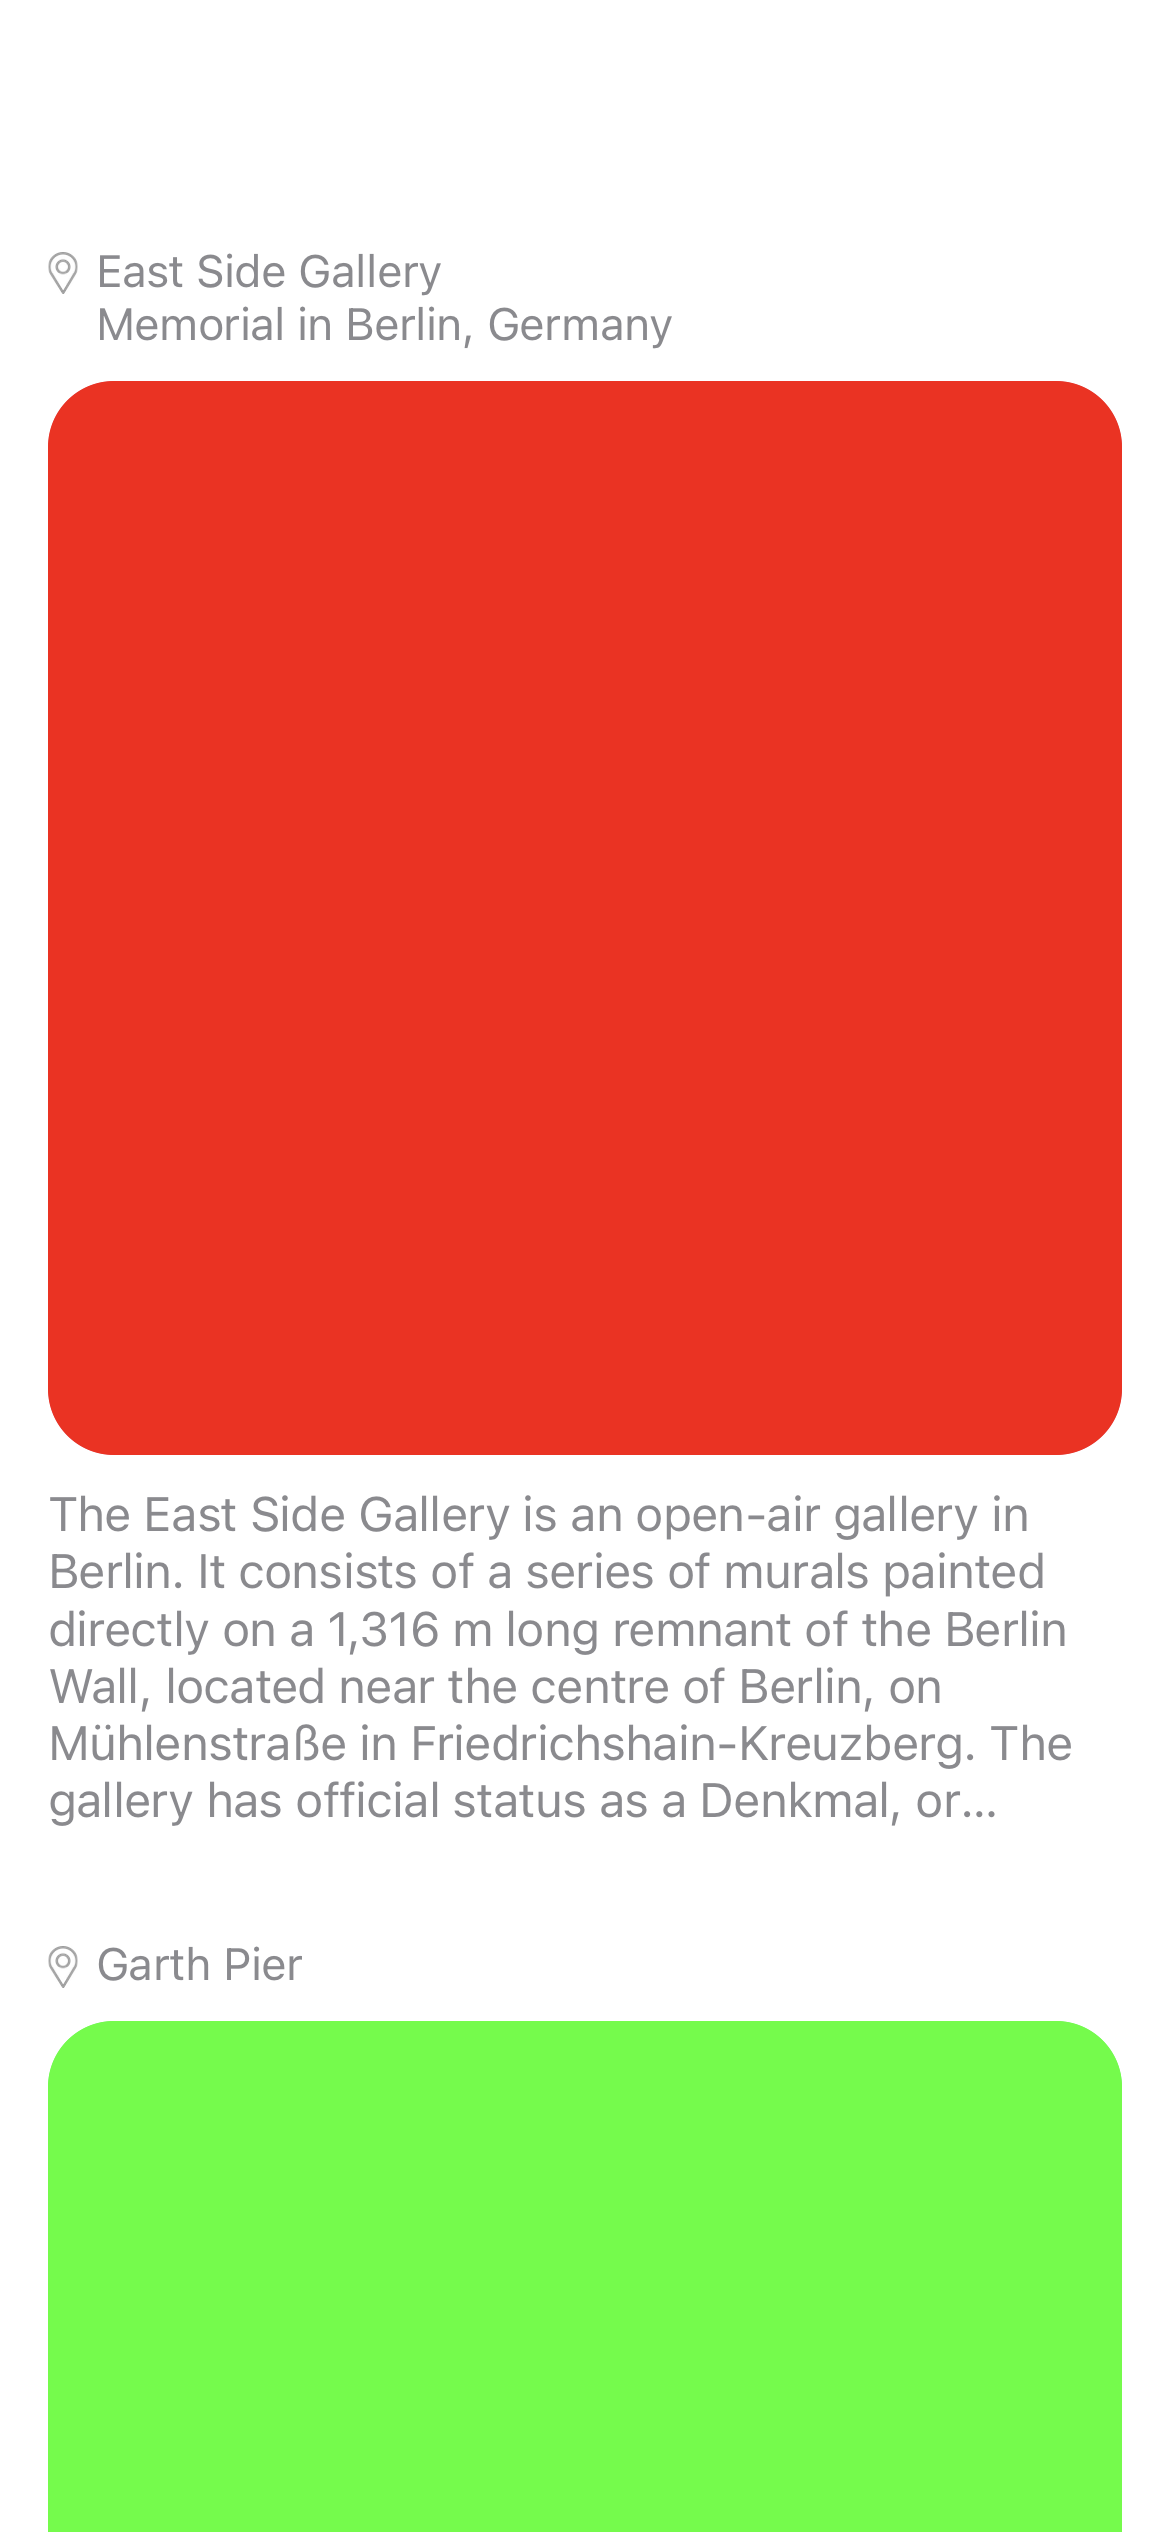 East Side Gallery
Memorial in Berlin, Germany
The East Side Gallery is an open-air gallery in
Berlin. It consists of a series of murals painted
directly on a 1,316 m long remnant of the Berlin
Wall, located near the centre of Berlin, on
Mühlenstraße in Friedrichshain-Kreuzberg. The
gallery has official status as a Denkmal, or…
Garth Pier